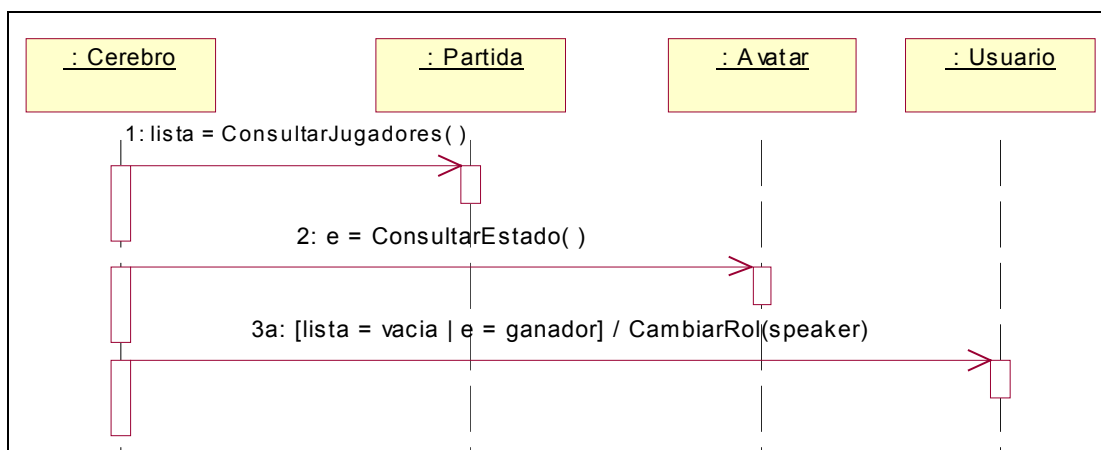 : Cerebro
: Partida
: Avatar
: Usuario
1: lista = ConsultarJugadores( )
2: e = ConsultarEstado( )
3a: [lista = vacia | e = ganador] / CambiarRol(speaker)